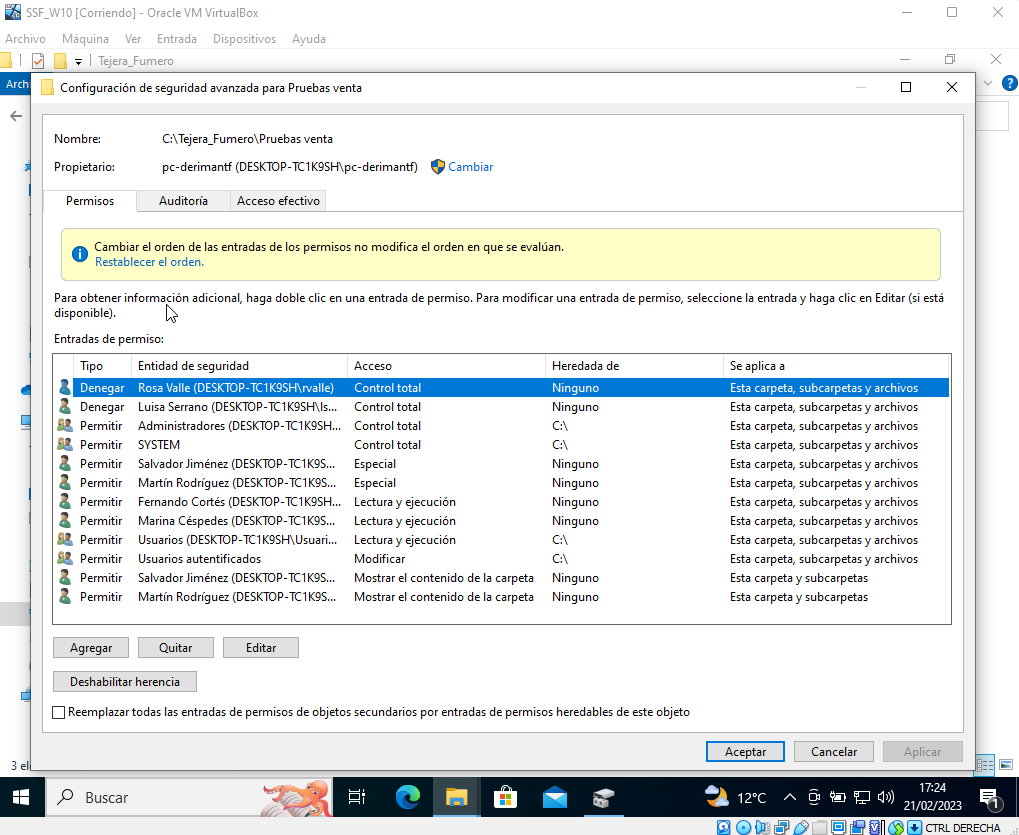 SSF_W10 [Corriendo] - Oracle VM VirtualBox
Archivo Máquina Ver Entrada Dispositivos Ayuda
Tejera_Fumero
Archi
Configuración de seguridad avanzada para Pruebas venta
Nombre: C:\Tejera_Fumero\Pruebas venta
Propietario: pc-derimantf (DESKTOP-TC1K9SH\pc-derimantf) Cambiar
Permisos Auditoría Acceso efectivo
Cambiar el orden de las entradas de los permisos no modifica el orden en que se evalúan.
Restablecer el orden.
Para obtener información adicional, haga doble clic en una entrada de permiso. Para modificar una entrada de permiso, seleccione la entrada y haga clic en Editar (si está
disponible).
Entradas de permiso:
Tipo Entidad de seguridad Acceso Heredada de Se aplica a
Denegar Rosa Valle (DESKTOP-TC1K9SH\rvalle) Control total Ninguno Esta carpeta, subcarpetas y archivos
Denegar Luisa Serrano (DESKTOP-TC1K9SH\ls... Control total Ninguno Esta carpeta, subcarpetas y archivos
Permitir Administradores (DESKTOP-TC1K9SH... Control total C:\ Esta carpeta, subcarpetas y archivos
Permitir SYSTEM Control total C:\ Esta carpeta, subcarpetas y archivos
Permitir Salvador Jiménez (DESKTOP-TC1K9S... Especial Ninguno Esta carpeta, subcarpetas y archivos
Permitir Martín Rodríguez (DESKTOP-TC1K9S... Especial Ninguno Esta carpeta, subcarpetas y archivos
Permitir Fernando Cortés (DESKTOP-TC1K9SH... Lectura y ejecución Ninguno Esta carpeta, subcarpetas y archivos
Permitir Marina Céspedes (DESKTOP-TC1K9S... Lectura y ejecución Ninguno Esta carpeta, subcarpetas y archivos
Permitir Usuarios (DESKTOP-TC1K9SH\Usuari... Lectura y ejecución C:\ Esta carpeta, subcarpetas y archivos
Permitir Usuarios autentificados Modificar C:\ Esta carpeta, subcarpetas y archivos
Permitir Salvador Jiménez (DESKTOP-TC1K9S... Mostrar el contenido de la carpeta Ninguno Esta carpeta y subcarpetas
Permitir Martín Rodríguez (DESKTOP-TC1K9S... Mostrar el contenido de la carpeta Ninguno Esta carpeta y subcarpetas
Agregar Quitar Editar
Deshabilitar herencia
Reemplazar todas las entradas de permisos de objetos secundarios por entradas de permisos heredables de este objeto
Aceptar Cancelar Aplicar
3 ele
Buscar 12°C 17:24
21/02/2023
1
CTRL DERECHA